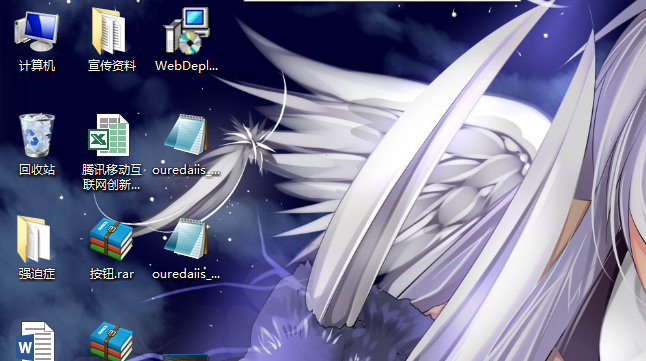 计算机
宣传资料
WebDepl...
回收站
腾讯移动互
联网创新...
ouredaiis_...
强迫症
按钮.rar
ouredaiis_...